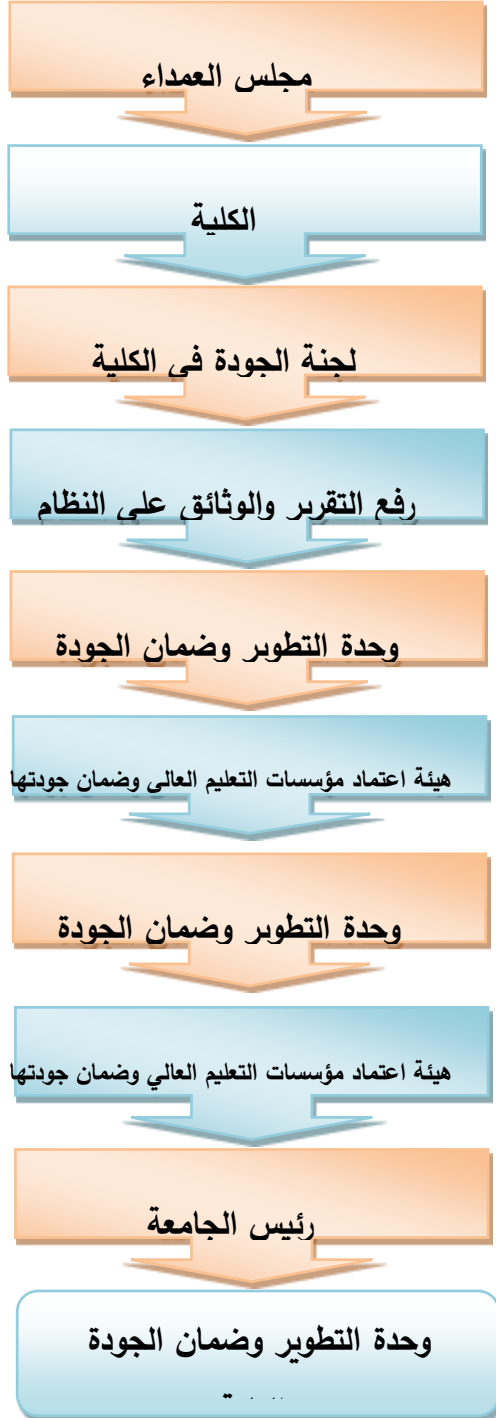 مجلس العمداء
الكلية
لجنة الجودة في الكلية
رفع التقرير والوثائق على النظام
وحدة التطوير وضمان الجودة
هيئة اعتماد مؤسسات التعليم العالي وضمان جودتها
وحدة التطوير وضمان الجودة
هيئة اعتماد مؤسسات التعليم العالي وضمان جودتها
رئيس الجامعة
وحدة التطوير وضمان الجودة